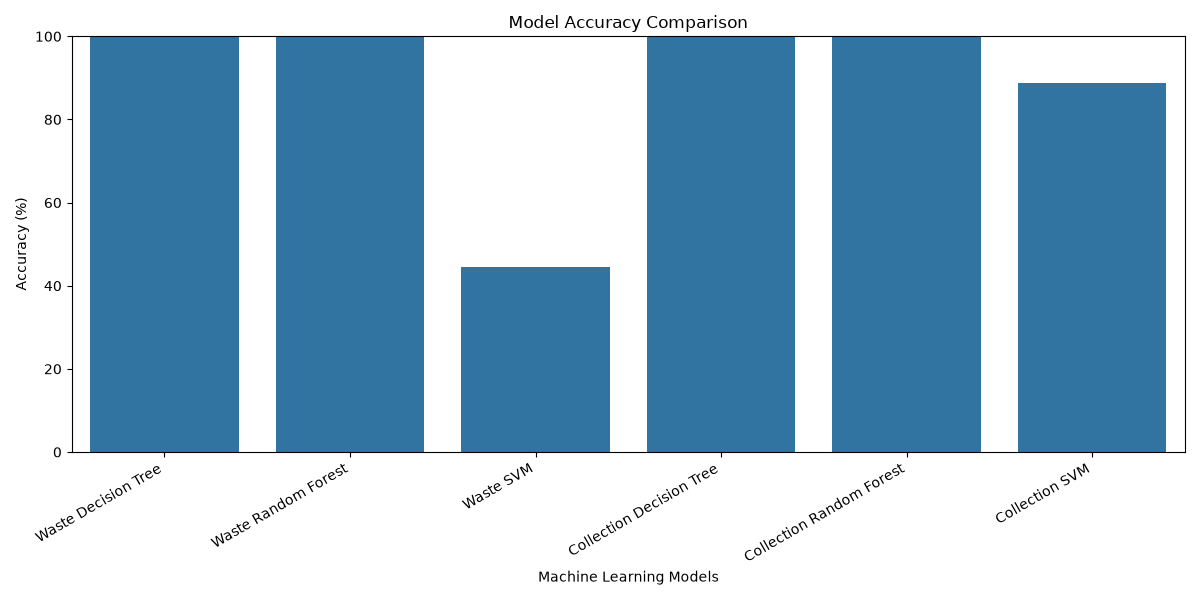 Model Accuracy Comparison
Accuracy (%)
100
80
60
40
20
0
Waste Decision Tree
Waste Random Forest
Waste SVM
Collection Decision Tree
Collection Random Forest
Collection SVM
Machine Learning Models